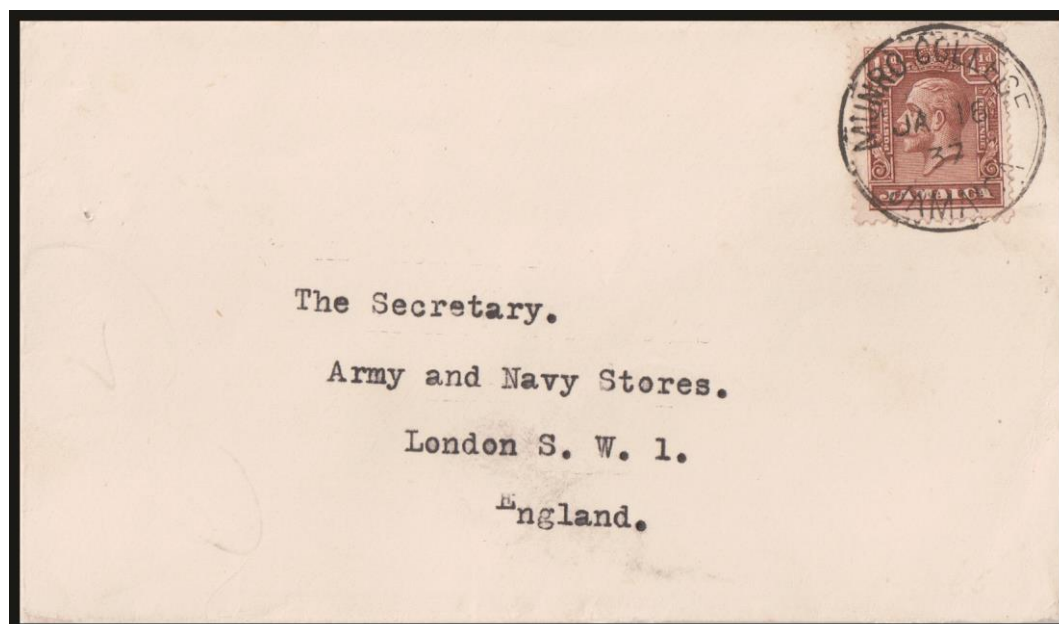 MUNRO COLLEGE
JA 16
37
JAMAICA
The Secretary.
Army and Navy Stores.
London S. W. 1.
England.